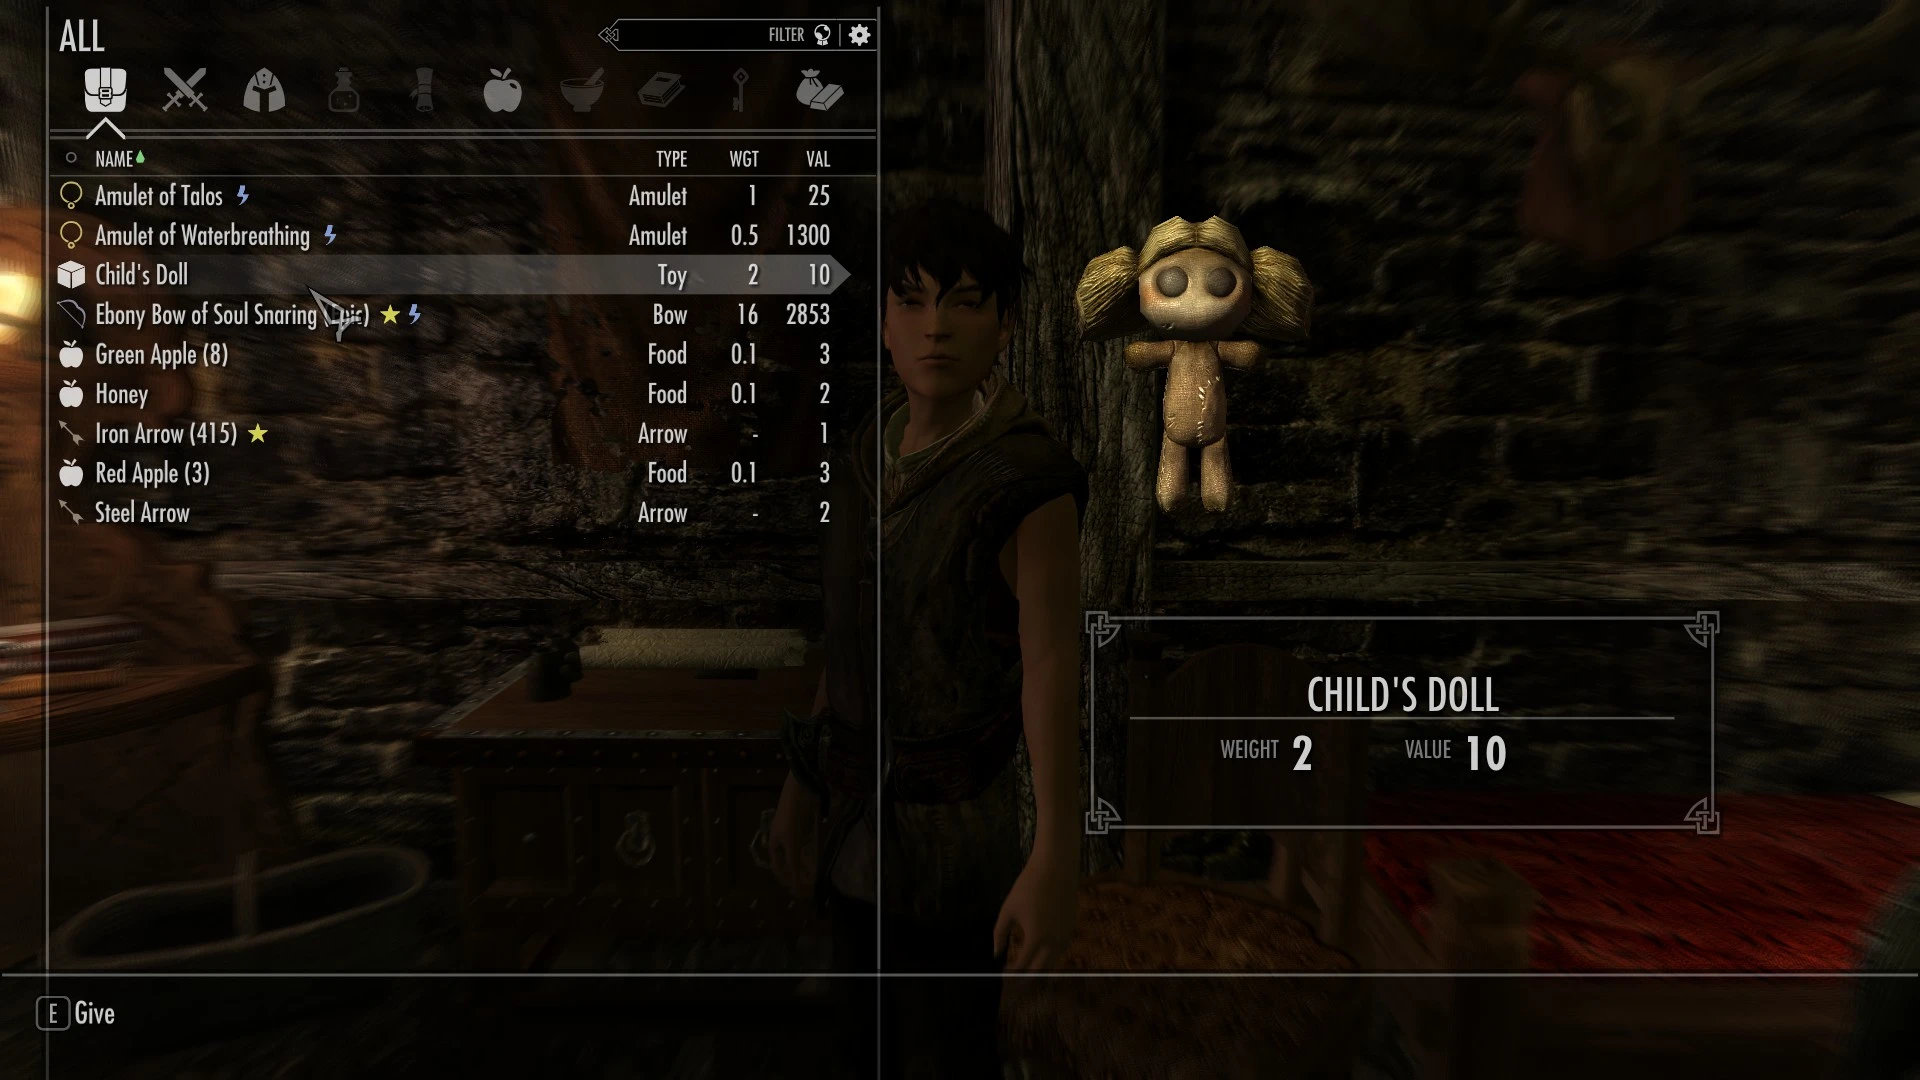 ALL
FILTER
NAME TYPE WGT VAL
Amulet of Talos Amulet 1 25
Amulet of Waterbreathing Amulet 0.5 1300
Child's Doll Toy 2 10
Ebony Bow of Soul Snaring (Epic) Bow 16 2853
Green Apple (8) Food 0.1 3
Honey Food 0.1 2
Iron Arrow (415) Arrow - 1
Red Apple (3) Food 0.1 3
Steel Arrow Arrow - 2
CHILD'S DOLL
WEIGHT 2 VALUE 10
E Give